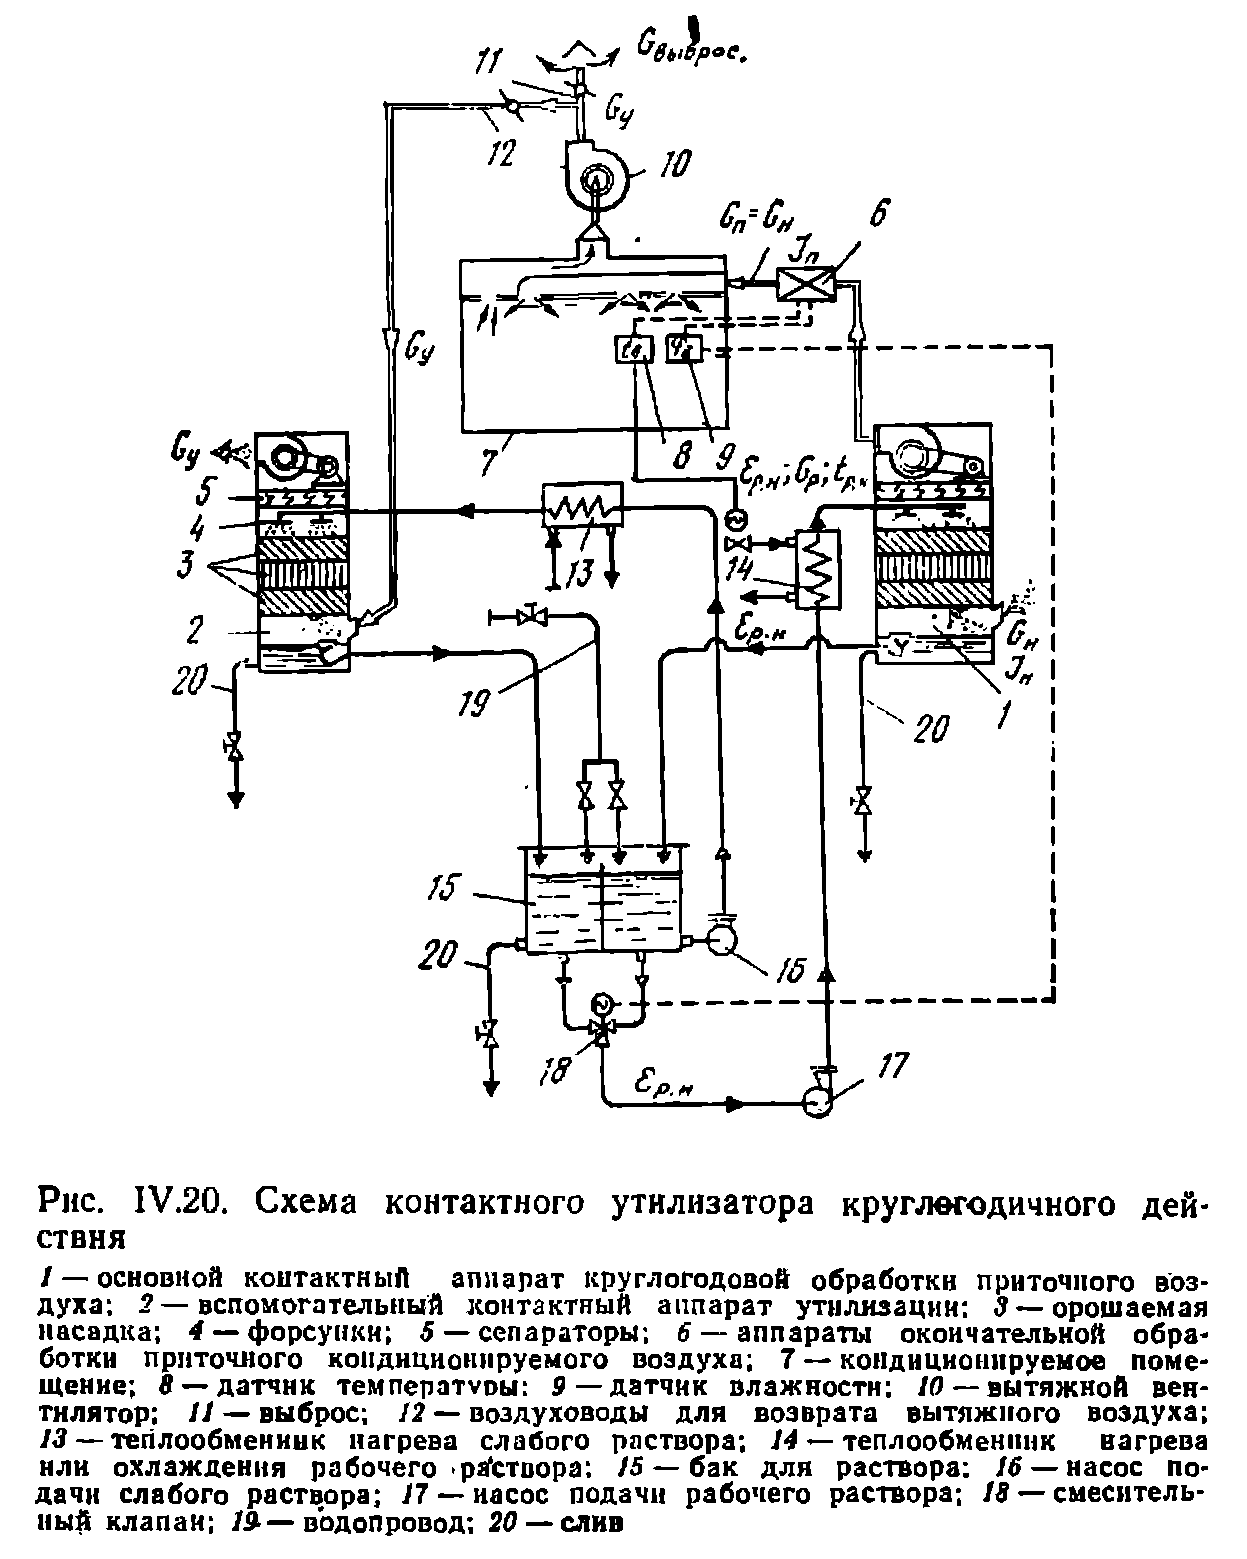 Gвыброс.
11
Gу
12
10
Gп=Gн
6
Jп
Gу
tв
φв
7
8
9
Gу
5
4
3
2
20
13
εр.н; Gр; tр.н
14
εр.н
Gн
Jн
1
20
19
15
20
16
18
εр.н
17
Рис. IV.20. Схема контактного утилизатора круглогодичного дей-
ствия
1 — основной контактный аппарат круглогодовой обработки приточного воз-
духа; 2 — вспомогательный контактный аппарат утилизации; 3 — орошаемая
насадка; 4 — форсунки; 5 — сепараторы; 6 — аппараты окончательной обра-
ботки приточного кондиционируемого воздуха; 7 — кондиционируемое поме-
щение; 8 — датчик температуры; 9 — датчик влажности; 10 — вытяжной вен-
тилятор; 11 — выброс; 12 — воздуховоды для возврата вытяжного воздуха;
13 — теплообменник нагрева слабого раствора; 14 — теплообменник нагрева
или охлаждения рабочего раствора; 15 — бак для раствора; 16 — насос по-
дачи слабого раствора; 17 — насос подачи рабочего раствора; 18 — смеситель-
ный клапан; 19 — водопровод; 20 — слив